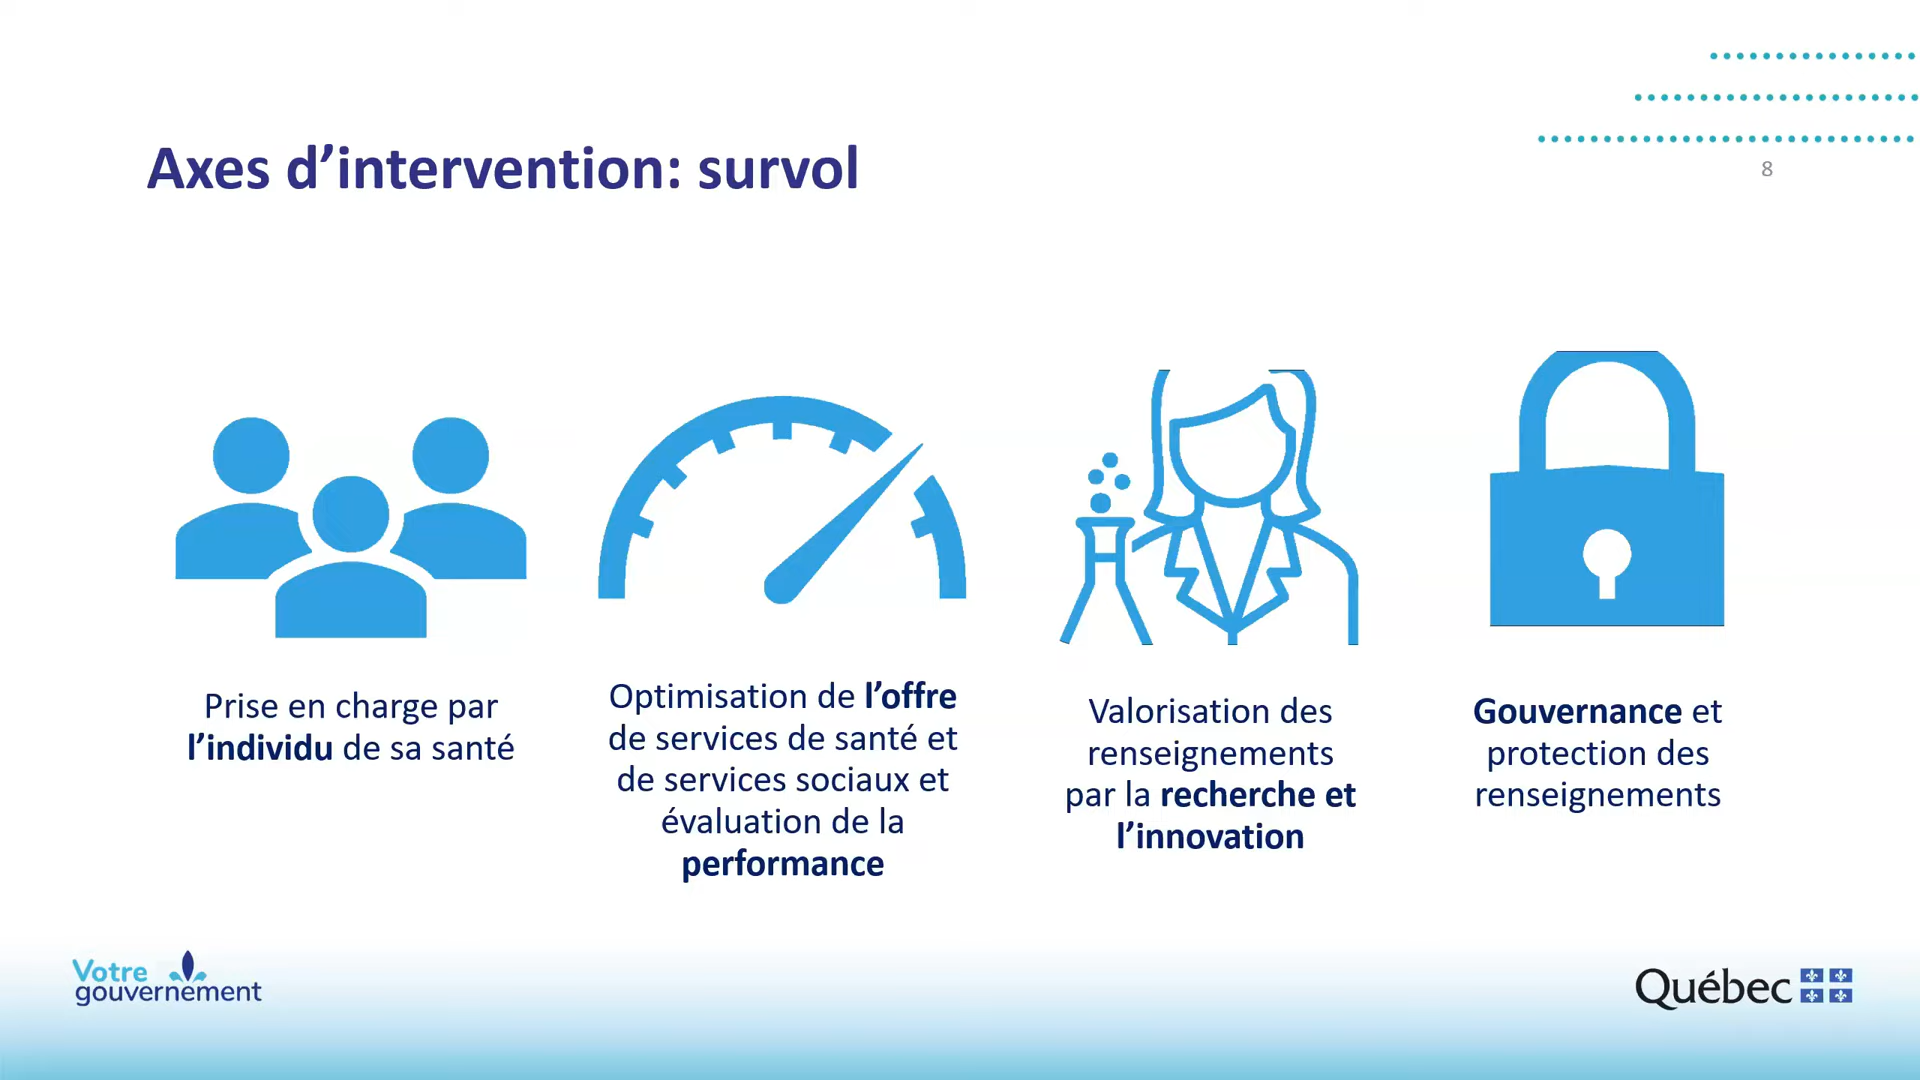 Axes d’intervention: survol
8
Prise en charge par
l’individu de sa santé
Optimisation de l’offre
de services de santé et
de services sociaux et
évaluation de la
performance
Valorisation des
renseignements
par la recherche et
l’innovation
Gouvernance et
protection des
renseignements
Votre
gouvernement
Québec